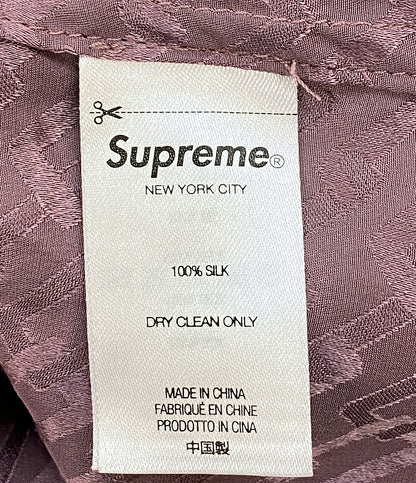 Supreme®
NEW YORK CITY
100% SILK
DRY CLEAN ONLY
MADE IN CHINA
FABRIQUÉ EN CHINE
PRODOTTO IN CINA
中国製